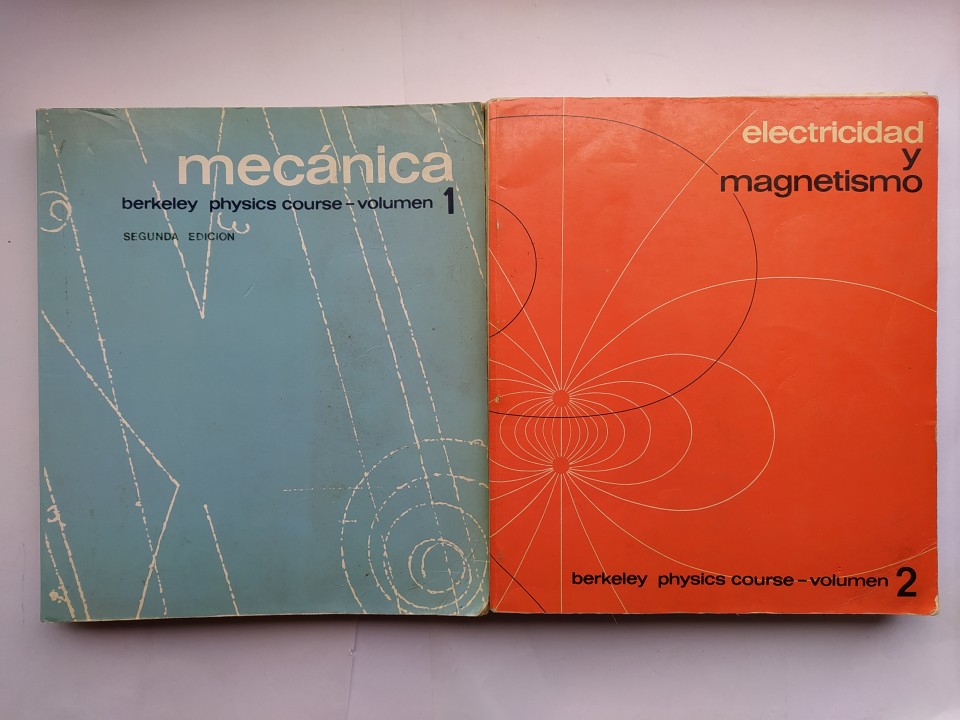 mecánica
berkeley physics course – volumen 1
SEGUNDA EDICION
electricidad
y
magnetismo
berkeley physics course – volumen 2